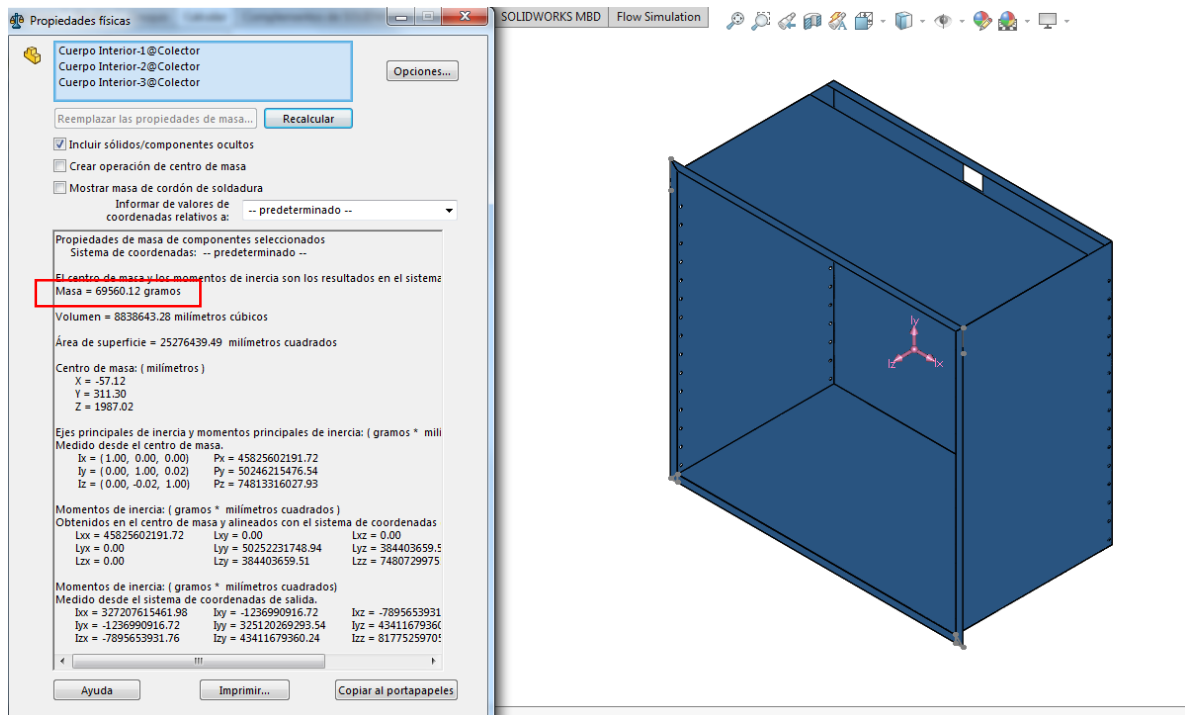 Propiedades físicas
SOLIDWORKS MBD
Flow Simulation
Cuerpo Interior-1@Colector
Cuerpo Interior-2@Colector
Cuerpo Interior-3@Colector
Opciones...
Reemplazar las propiedades de masa...
Recalcular
Incluir sólidos/componentes ocultos
Crear operación de centro de masa
Mostrar masa de cordón de soldadura
Informar de valores de
coordenadas relativos a:
-- predeterminado --
Propiedades de masa de componentes seleccionados
Sistema de coordenadas: -- predeterminado --
El centro de masa y los momentos de inercia son los resultados en el sistema
Masa = 69560.12 gramos
Volumen = 8838643.28 milímetros cúbicos
Área de superficie = 25276439.49 milímetros cuadrados
Centro de masa: ( milímetros )
X = -57.12
Y = 311.30
Z = 1987.02
Ejes principales de inercia y momentos principales de inercia: ( gramos * mili
Medido desde el centro de masa.
Ix = ( 1.00, 0.00, 0.00) Px = 45825602191.72
Iy = ( 0.00, 1.00, 0.02) Py = 50246215476.54
Iz = ( 0.00, -0.02, 1.00) Pz = 74813316027.93
Momentos de inercia: ( gramos * milímetros cuadrados )
Obtenidos en el centro de masa y alineados con el sistema de coordenadas
Lxx = 45825602191.72 Lxy = 0.00 Lxz = 0.00
Lyx = 0.00 Lyy = 50252231748.94 Lyz = 384403659.5
Lzx = 0.00 Lzy = 384403659.51 Lzz = 7480729975
Momentos de inercia: ( gramos * milímetros cuadrados)
Medido desde el sistema de coordenadas de salida.
Ixx = 327207615461.98 Ixy = -1236990916.72 Ixz = -7895653931
Iyx = -1236990916.72 Iyy = 325120269293.54 Iyz = 4341167936(
Izx = -7895653931.76 Izy = 43411679360.24 Izz = 8177525970
Ayuda
Imprimir...
Copiar al portapapeles
Iy
Iz
Ix